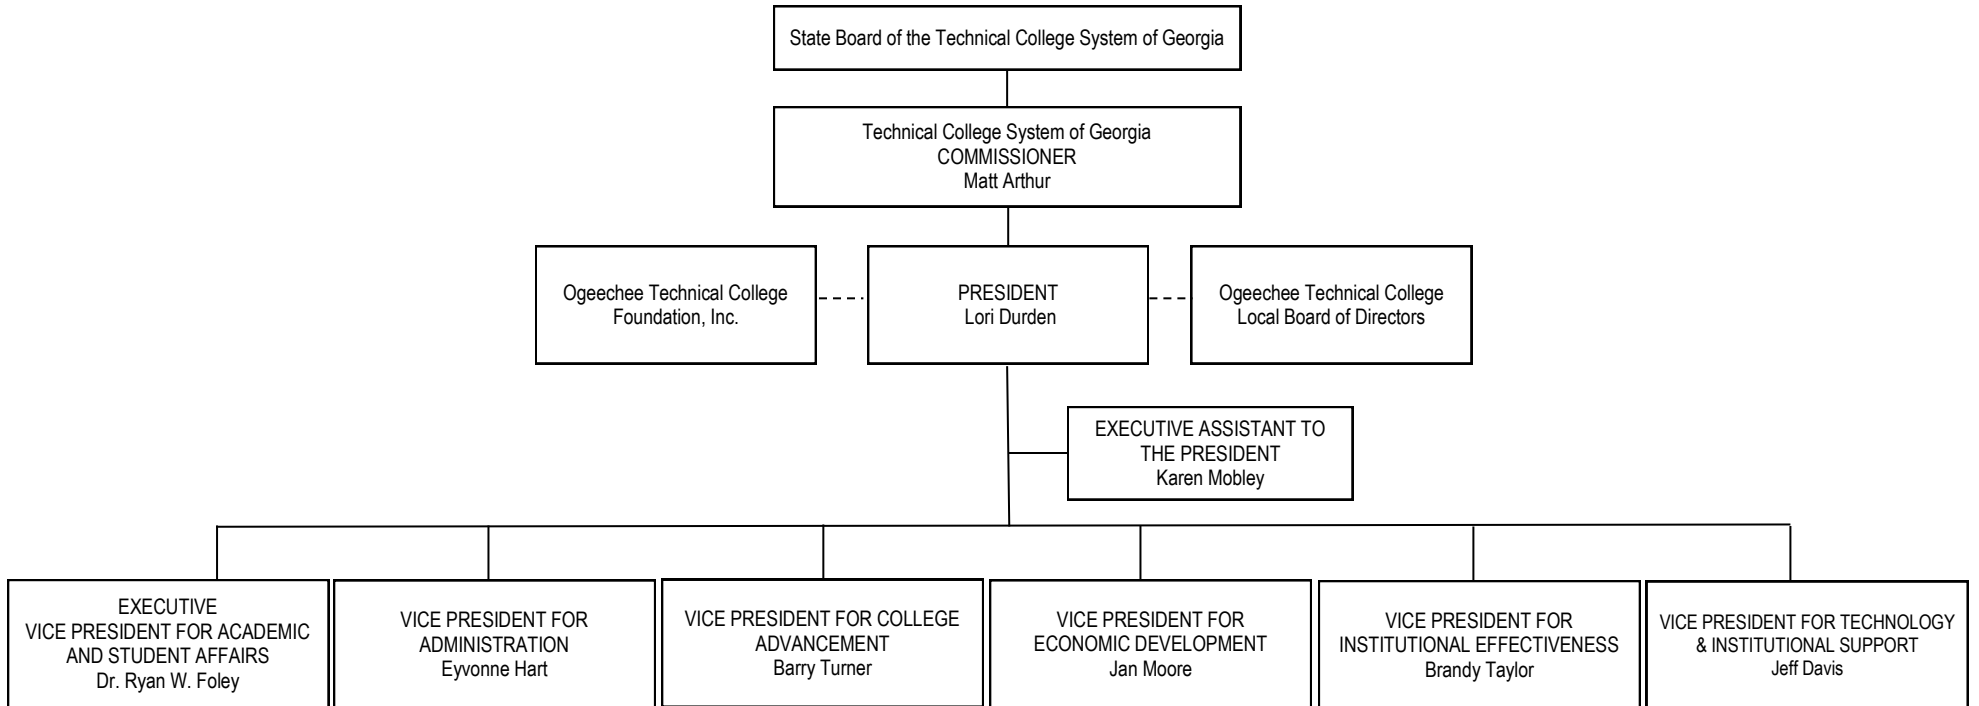 State Board of the Technical College System of Georgia
Technical College System of Georgia
COMMISSIONER
Matt Arthur
Ogeechee Technical College
Foundation, Inc.
PRESIDENT
Lori Durden
Ogeechee Technical College
Local Board of Directors
EXECUTIVE ASSISTANT TO
THE PRESIDENT
Karen Mobley
EXECUTIVE
VICE PRESIDENT FOR ACADEMIC
AND STUDENT AFFAIRS
Dr. Ryan W. Foley
VICE PRESIDENT FOR
ADMINISTRATION
Eyvonne Hart
VICE PRESIDENT FOR COLLEGE
ADVANCEMENT
Barry Turner
VICE PRESIDENT FOR
ECONOMIC DEVELOPMENT
Jan Moore
VICE PRESIDENT FOR
INSTITUTIONAL EFFECTIVENESS
Brandy Taylor
VICE PRESIDENT FOR TECHNOLOGY
& INSTITUTIONAL SUPPORT
Jeff Davis